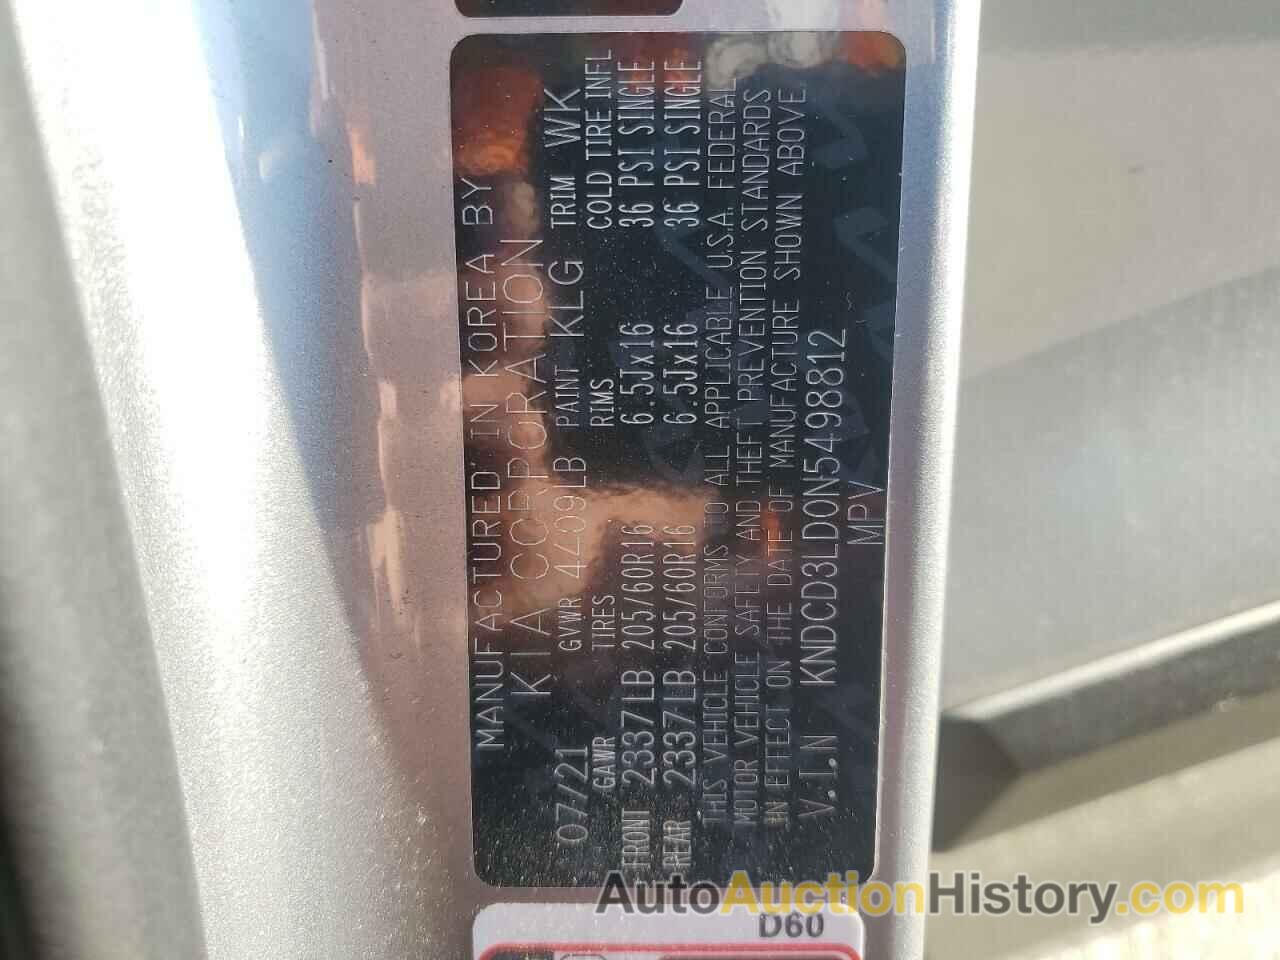 MANUFACTURED IN KOREA BY
KIA CORPORATION
07/21 GVWR 4409LB PAINT KLG TRIM WK
GAWR TIRES RIMS COLD TIRE INFL
FRONT 2337LB 205/60R16 6.5Jx16 36 PSI SINGLE
REAR 2337LB 205/60R16 6.5Jx16 36 PSI SINGLE
THIS VEHICLE CONFORMS TO ALL APPLICABLE U.S.A. FEDERAL
MOTOR VEHICLE SAFETY AND THEFT PREVENTION STANDARDS
IN EFFECT ON THE DATE OF MANUFACTURE SHOWN ABOVE.
V.I.N KNDCD3LD0N5498812
MPV
D60
AutoAuctionHistory.com